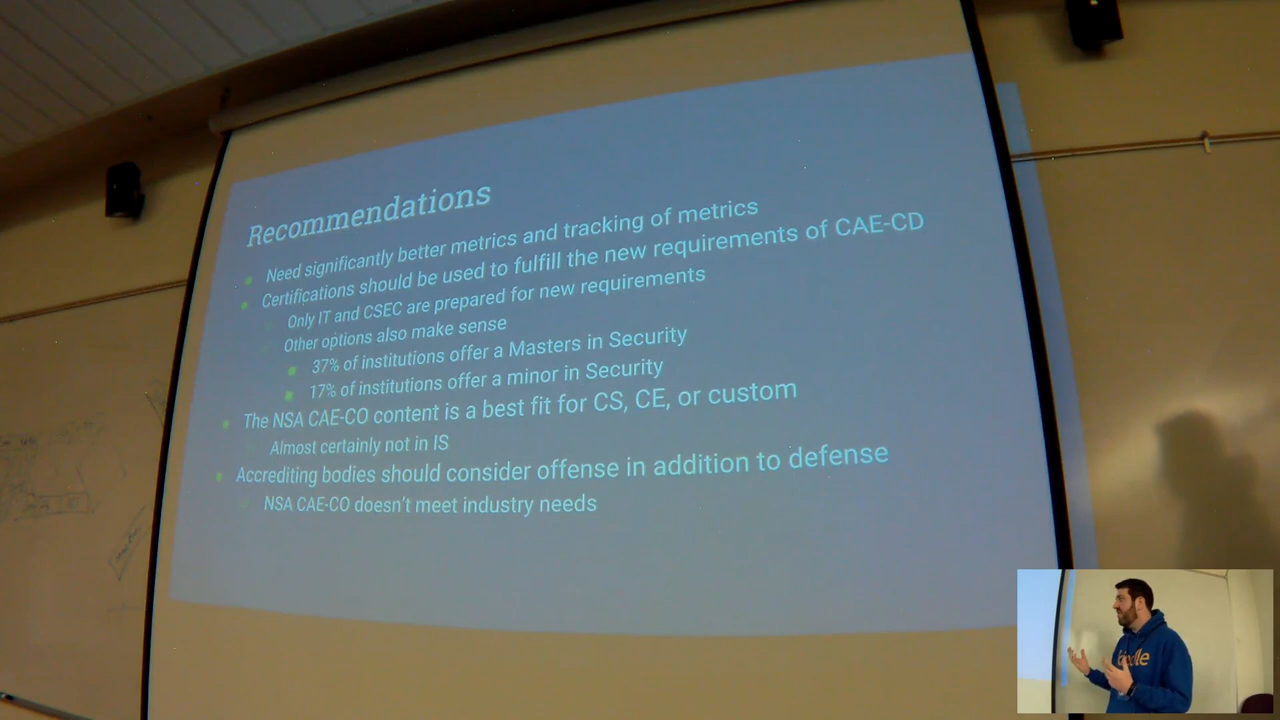 Recommendations
Need significantly better metrics and tracking of metrics
Certifications should be used to fulfill the new requirements of CAE-CD
Only IT and CSEC are prepared for new requirements
Other options also make sense
37% of institutions offer a Masters in Security
17% of institutions offer a minor in Security
The NSA CAE-CO content is a best fit for CS, CE, or custom
Almost certainly not in IS
Accrediting bodies should consider offense in addition to defense
NSA CAE-CO doesn't meet industry needs